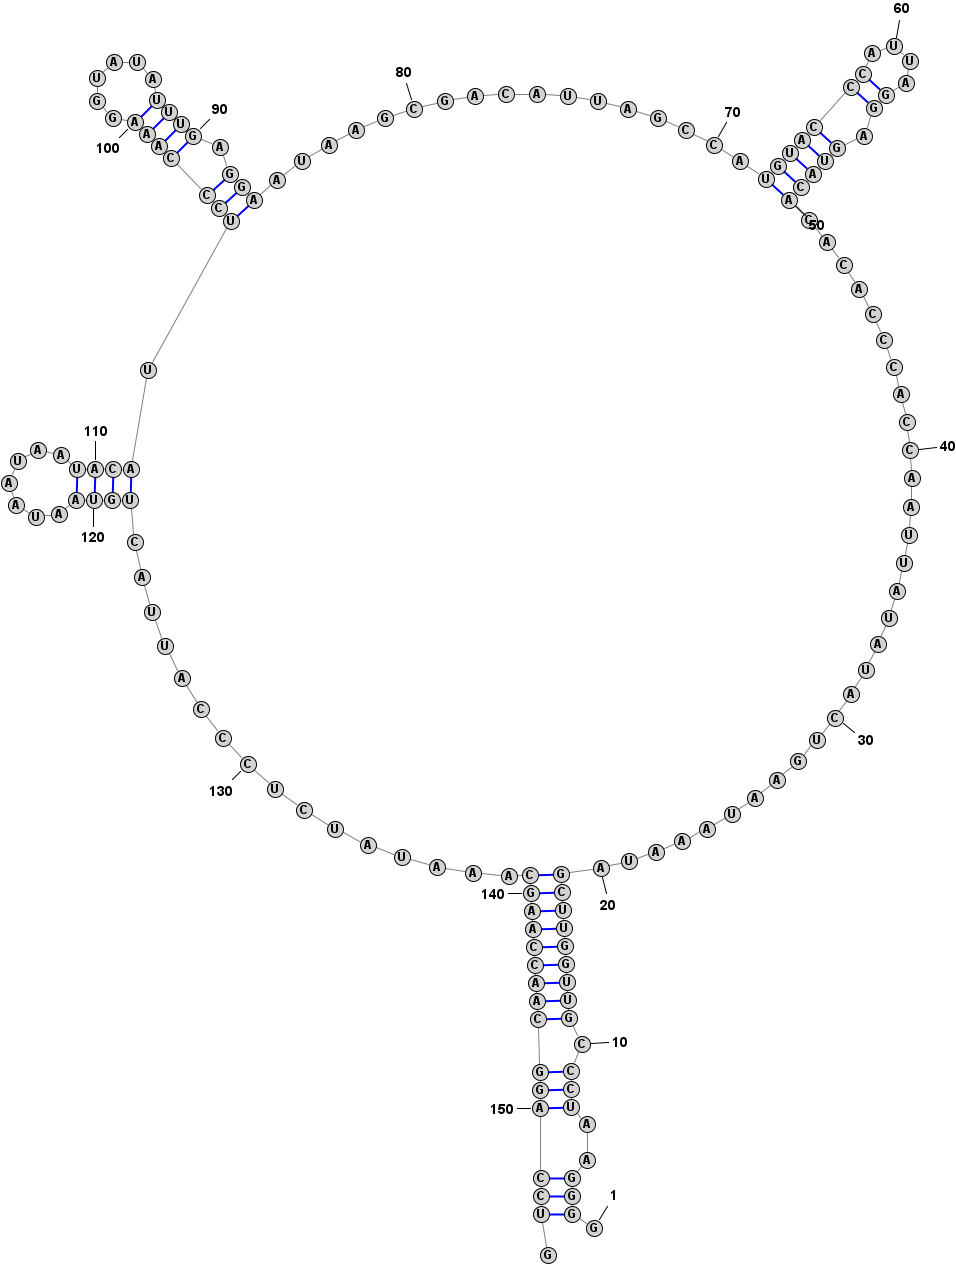 1
G G G G A A U C C C
10
G U U G G U U C G A
20
U A A A U A A G U C
30
A U A U A U U A A C
40
C A C C C A C A C A
50
C A U G A G G A U U
60
A C C C A U G U A C
70
C G A U U A C A G C
80
G A A U A A G G A G
90
U U U A U A U G G A
100
A A C C C U U A C A
110
U A A U A A U A A U
120
G U C A U U A C C C
130
U C U A U A A A C G
140
A A C C A A C G G A
150
C C U G